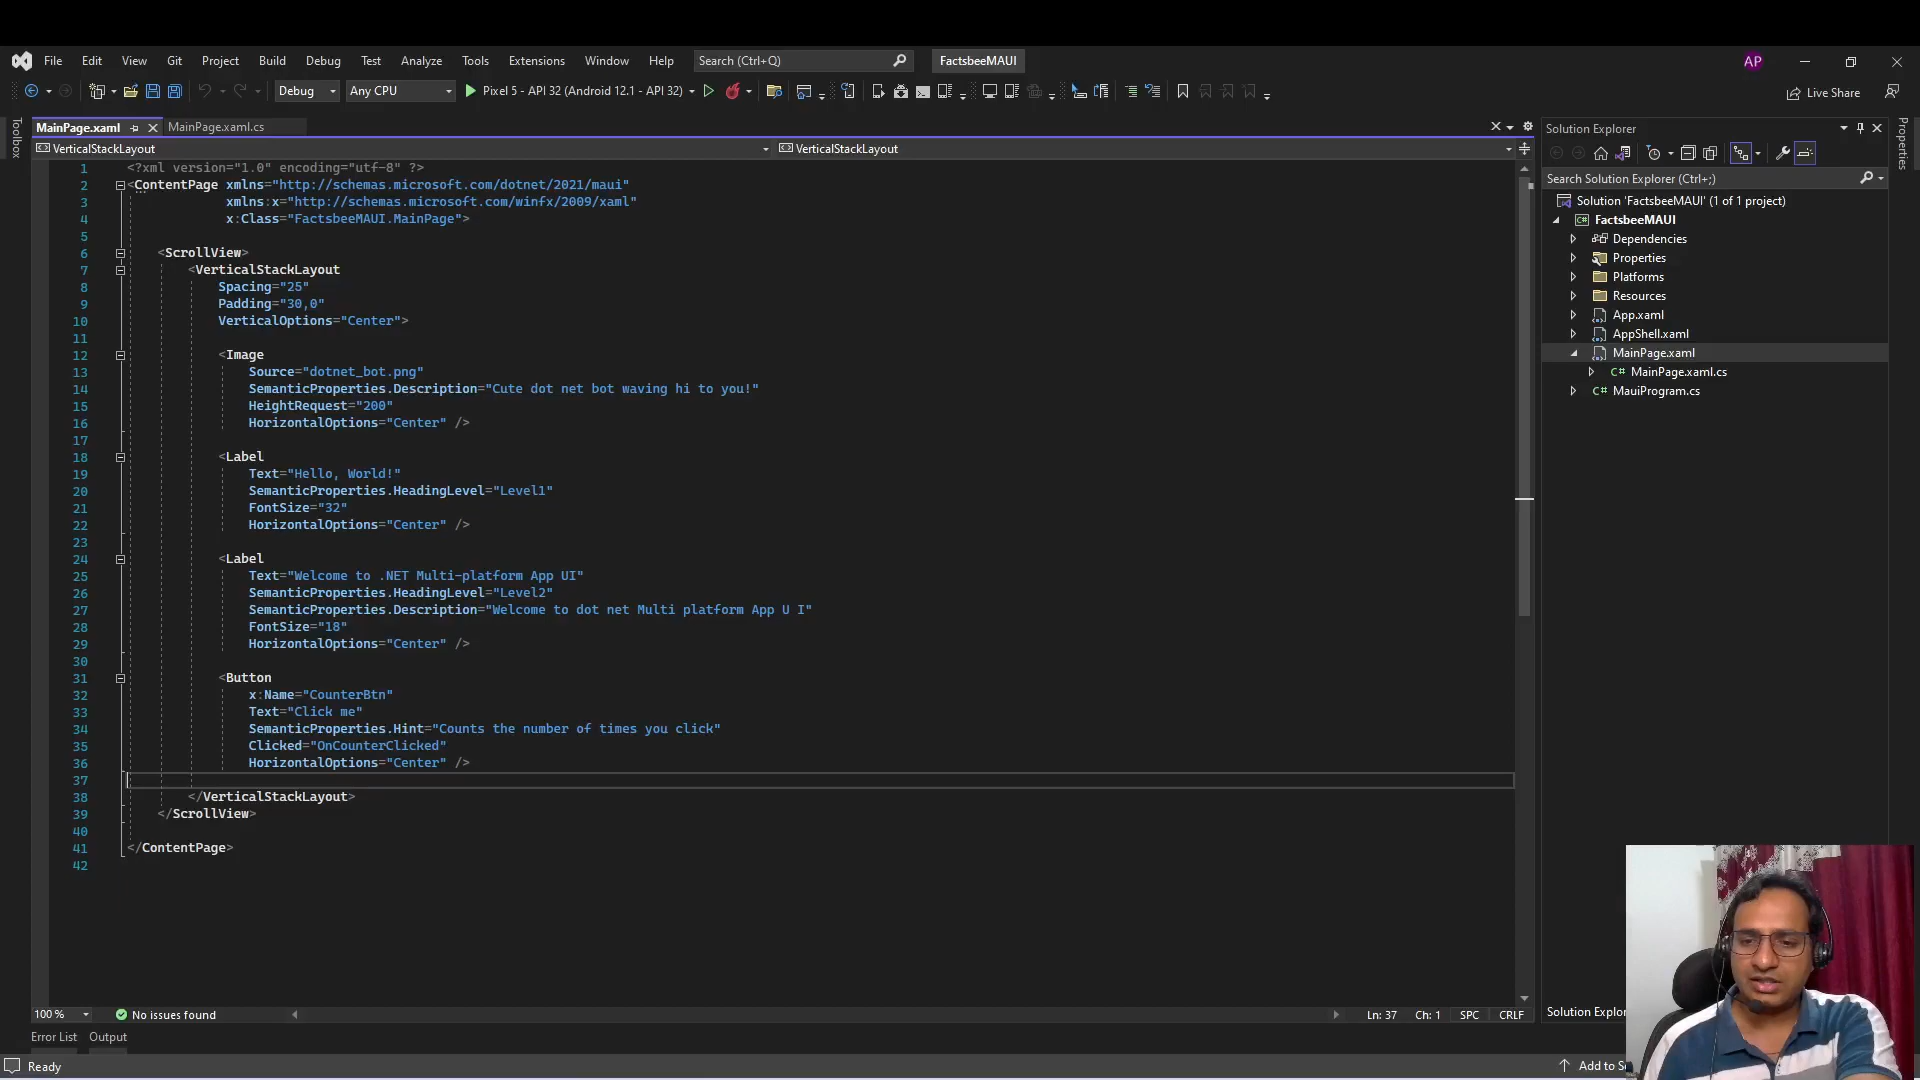 File Edit View Git Project Build Debug Test Analyze Tools Extensions Window Help Search (Ctrl+Q) FactsbeeMAUI AP
Debug Any CPU Pixel 5 - API 32 (Android 12.1 - API 32) Live Share
Toolbox
MainPage.xaml MainPage.xaml.cs
VerticalStackLayout VerticalStackLayout
1 <?xml version="1.0" encoding="utf-8" ?>
2 <ContentPage xmlns="http://schemas.microsoft.com/dotnet/2021/maui"
3 xmlns:x="http://schemas.microsoft.com/winfx/2009/xaml"
4 x:Class="FactsbeeMAUI.MainPage">
5
6 <ScrollView>
7 <VerticalStackLayout
8 Spacing="25"
9 Padding="30,0"
10 VerticalOptions="Center">
11
12 <Image
13 Source="dotnet_bot.png"
14 SemanticProperties.Description="Cute dot net bot waving hi to you!"
15 HeightRequest="200"
16 HorizontalOptions="Center" />
17
18 <Label
19 Text="Hello, World!"
20 SemanticProperties.HeadingLevel="Level1"
21 FontSize="32"
22 HorizontalOptions="Center" />
23
24 <Label
25 Text="Welcome to .NET Multi-platform App UI"
26 SemanticProperties.HeadingLevel="Level2"
27 SemanticProperties.Description="Welcome to dot net Multi platform App U I"
28 FontSize="18"
29 HorizontalOptions="Center" />
30
31 <Button
32 x:Name="CounterBtn"
33 Text="Click me"
34 SemanticProperties.Hint="Counts the number of times you click"
35 Clicked="OnCounterClicked"
36 HorizontalOptions="Center" />
37
38 </VerticalStackLayout>
39 </ScrollView>
40
41 </ContentPage>
42
100 % No issues found Ln: 37 Ch: 1 SPC CRLF
Error List Output
Ready
Solution Explorer
Search Solution Explorer (Ctrl+;)
Solution 'FactsbeeMAUI' (1 of 1 project)
C# FactsbeeMAUI
Dependencies
Properties
Platforms
Resources
App.xaml
AppShell.xaml
MainPage.xaml
C# MainPage.xaml.cs
C# MauiProgram.cs
Properties
Solution Explor
Add to S